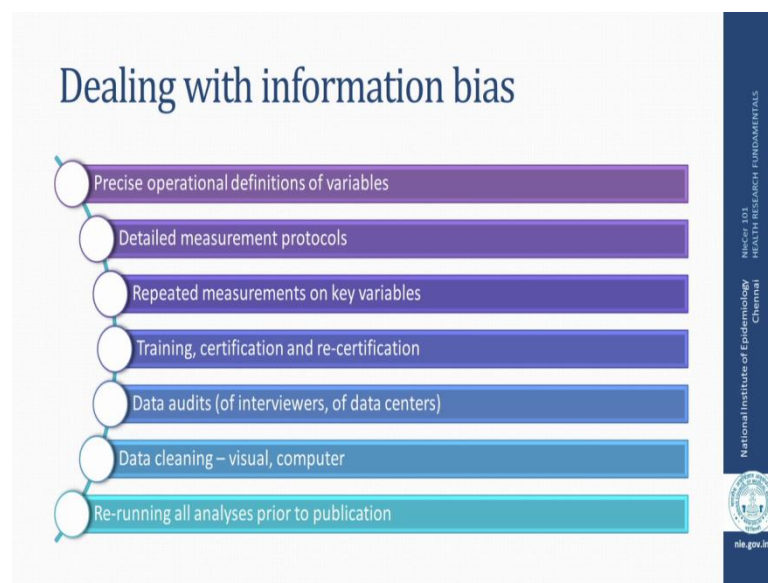 Dealing with information bias
Precise operational definitions of variables
Detailed measurement protocols
Repeated measurements on key variables
Training, certification and re-certification
Data audits (of interviewers, of data centers)
Data cleaning – visual, computer
Re-running all analyses prior to publication
NIeCer 101
HEALTH RESEARCH FUNDAMENTALS
National Institute of Epidemiology
Chennai
nie.gov.in